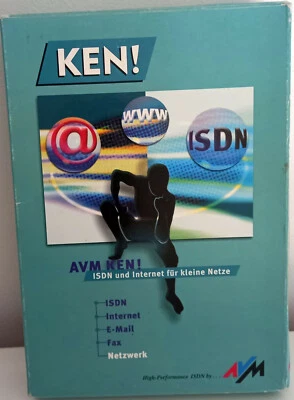 KEN!
@
www
ISDN
AVM KEN!
ISDN und Internet für kleine Netze
ISDN
Internet
E-Mail
Fax
Netzwerk
High-Performance ISDN by...
AVM